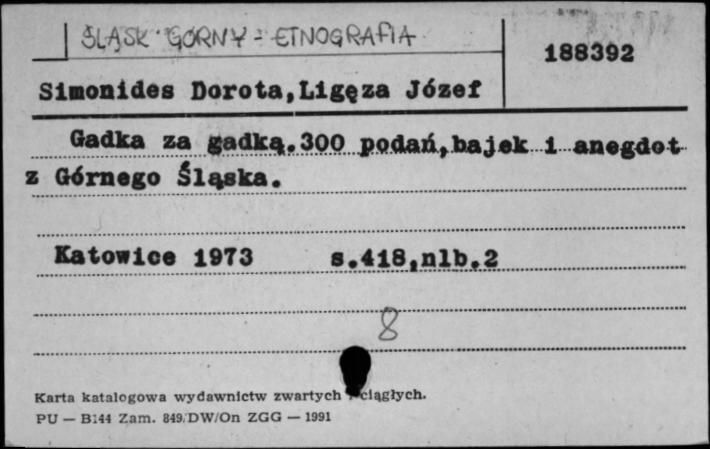 ŚLĄSK GÓRNY - ETNOGRAFIA
188392
Simonides Dorota,Ligęza Józef
Gadka za gadką.300 podań,bajek i anegdot
z Górnego Śląska.
Katowice 1973 s.418,nlb.2
8
Karta katalogowa wydawnictw zwartych i ciągłych.
PU — B144 Zam. 849/DW/On ZGG — 1991